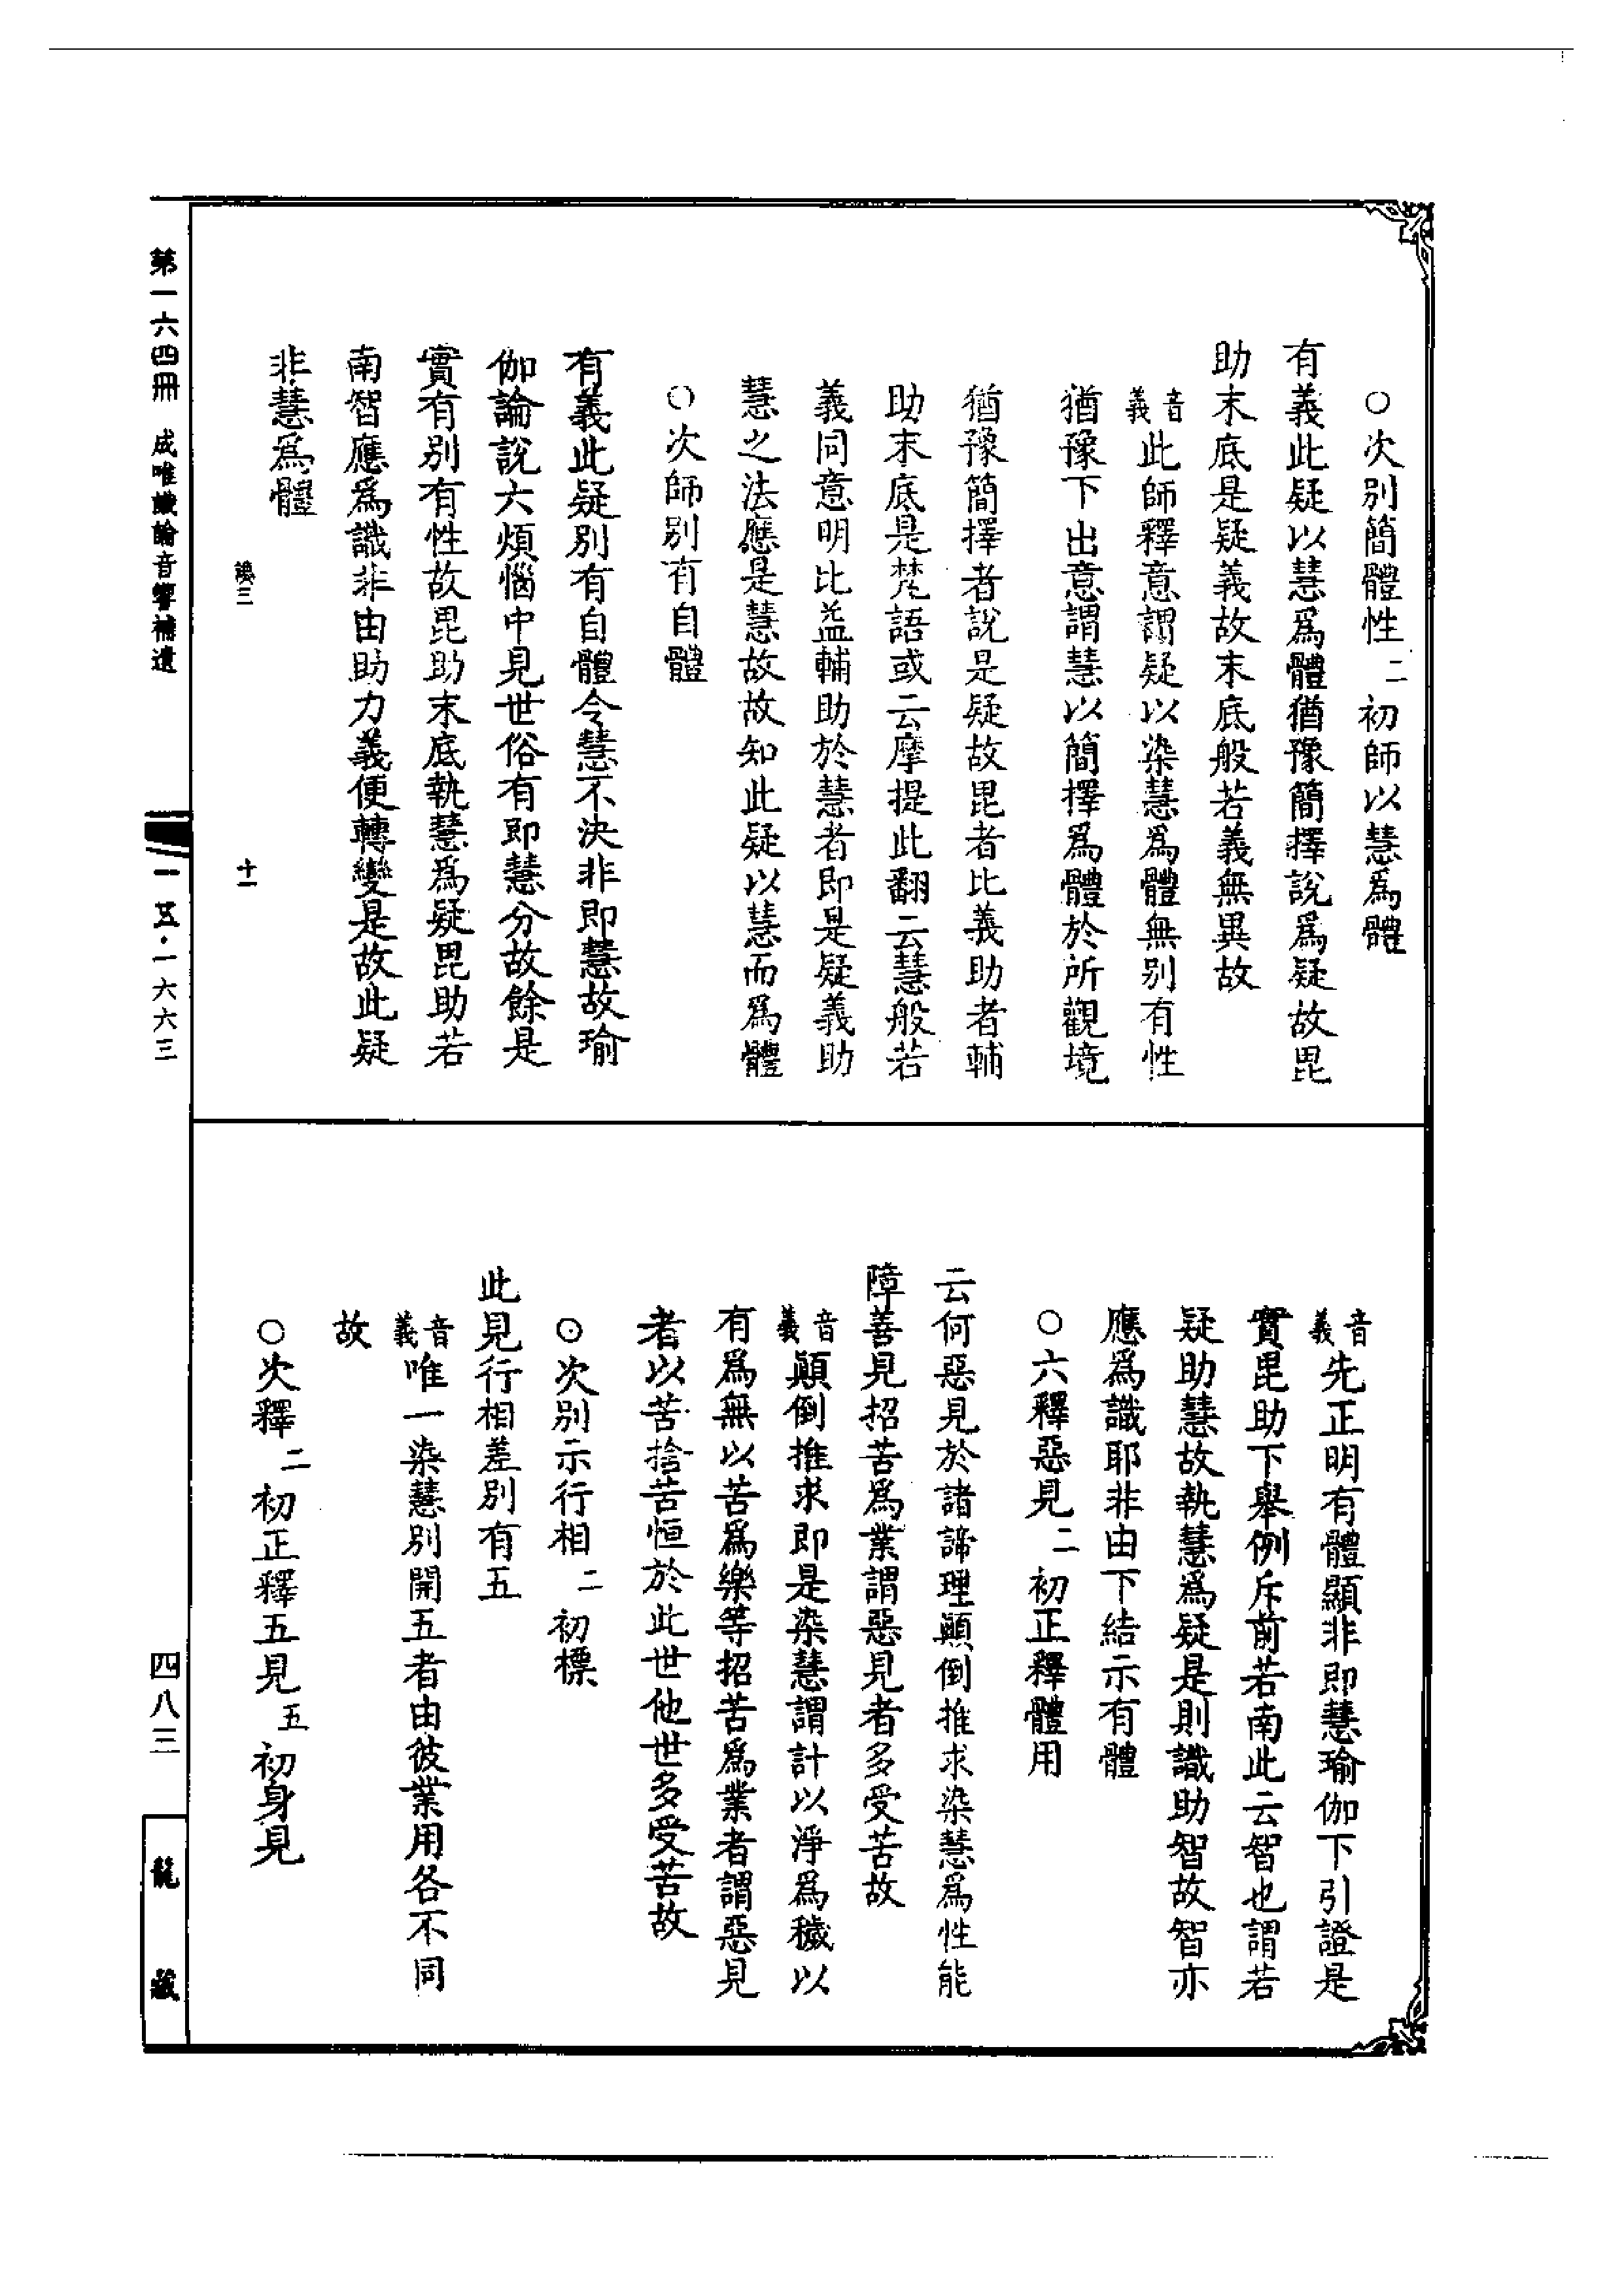 ○次別簡體性二初師以慧爲體
有義此疑以慧爲體猶豫簡擇說爲疑故毘
助末底是疑義故末底般若義無異故
音義此師釋意謂疑以染慧爲體無別有性
猶豫下出意謂慧以簡擇爲體於所觀境
猶豫簡擇者說是疑故毘者比義助者輔
助末底是梵語或云摩提此翻云慧般若
義同意明比益輔助於慧者即是疑義助
慧之法應是慧故故知此疑以慧而爲體
○次師別有自體
有義此疑別有自體令慧不決非即慧故瑜
伽論說六煩惱中見世俗有即慧分故餘是
實有別有性故毘助末底執慧爲疑毘助若
南智應爲識非由助力義便轉變是故此疑
非慧爲體
音義先正明有體顯非即慧瑜伽下引證是
實毘助下舉例斥前若南此云智也謂若
疑助慧故執慧爲疑是則識助智故智亦
應爲識耶非由下結示有體
○六釋惡見二初正釋體用
云何惡見於諸諦理顚倒推求染慧爲性能
障善見招苦爲業謂惡見者多受苦故
音義顚倒推求即是染慧謂計以淨爲穢以
有爲無以苦爲樂等招苦爲業者謂惡見
者以苦捨苦恒於此世他世多受苦故
⊙次別示行相二初標
此見行相差別有五
音義唯一染慧別開五者由彼業用各不同
故
○次釋二初正釋五見五初身見
第一六四冊 成唯識論音響補遺
一五·一六六三
四八三
龍藏
十一